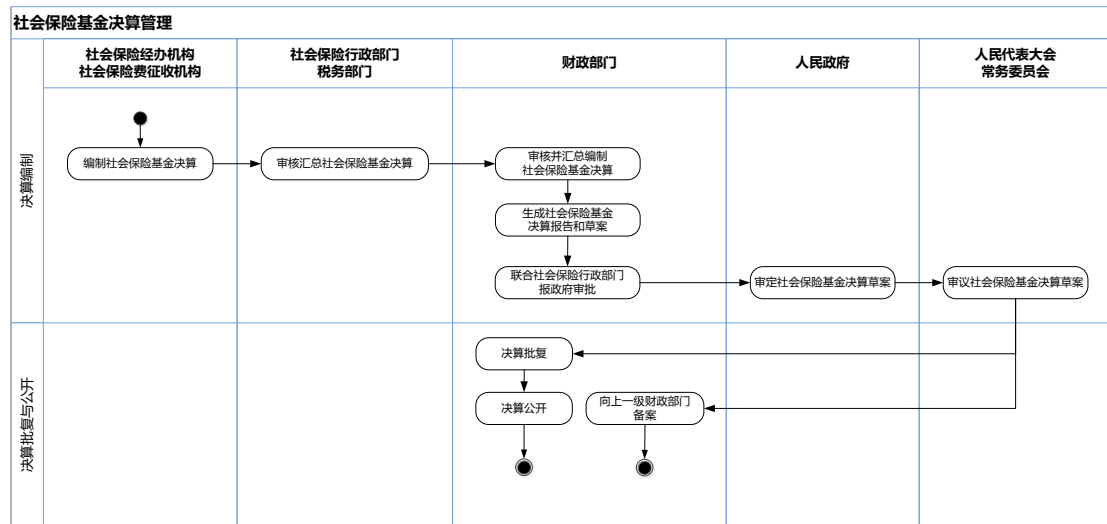 社会保险基金决算管理
社会保险经办机构
社会保险费征收机构
社会保险行政部门
税务部门
财政部门
人民政府
人民代表大会
常务委员会
决算编制
编制社会保险基金决算
审核汇总社会保险基金决算
审核并汇总编制
社会保险基金决算
生成社会保险基金
决算报告和草案
联合社会保险行政部门
报政府审批
审定社会保险基金决算草案
审议社会保险基金决算草案
决算批复与公开
决算批复
决算公开
向上一级财政部门
备案